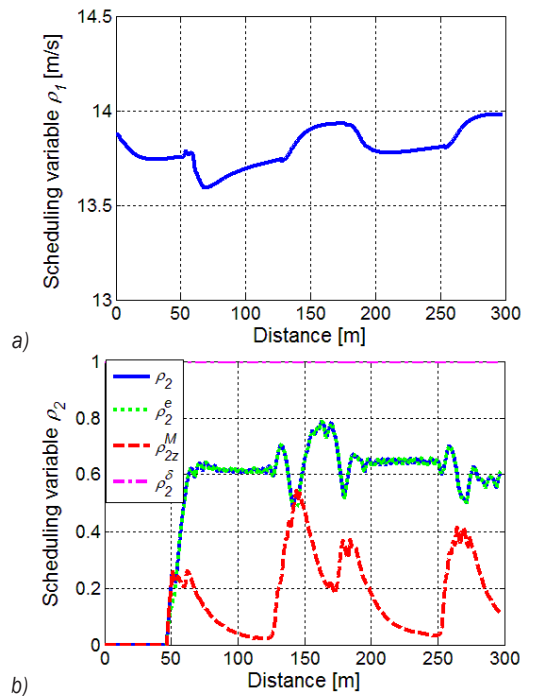 14.5
14
13.5
13
Scheduling variable ρ₁ [m/s]
0 50 100 150 200 250 300
Distance [m]
a)
1
0.8
0.6
0.4
0.2
0
Scheduling variable ρ₂
ρ₂
ρ₂ᵉ
ρ₂zᴹ
ρ₂ᵟ
0 50 100 150 200 250 300
Distance [m]
b)